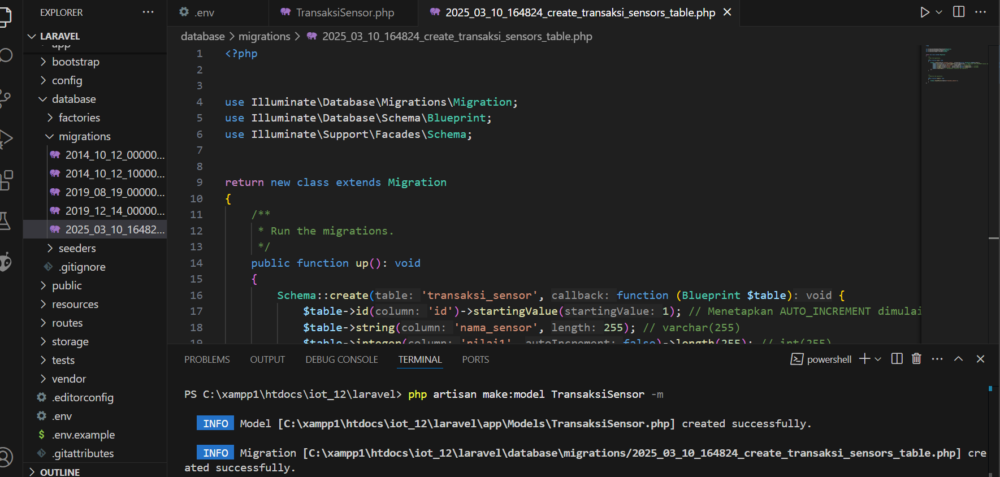 EXPLORER
LARAVEL
app
bootstrap
config
database
factories
migrations
2014_10_12_00000...
2014_10_12_10000...
2019_08_19_00000...
2019_12_14_00000...
2025_03_10_16482...
seeders
.gitignore
public
resources
routes
storage
tests
vendor
.editorconfig
.env
.env.example
.gitattributes
OUTLINE
.env
TransaksiSensor.php
2025_03_10_164824_create_transaksi_sensors_table.php
database > migrations > 2025_03_10_164824_create_transaksi_sensors_table.php
1 <?php
2
3
4 use Illuminate\Database\Migrations\Migration;
5 use Illuminate\Database\Schema\Blueprint;
6 use Illuminate\Support\Facades\Schema;
7
8
9 return new class extends Migration
10 {
11 /**
12 * Run the migrations.
13 */
14 public function up(): void
15 {
16 Schema::create(table: 'transaksi_sensor', callback: function (Blueprint $table): void {
17 $table->id(column: 'id')->startingValue(startingValue: 1); // Menetapkan AUTO_INCREMENT dimulai
18 $table->string(column: 'nama_sensor', length: 255); // varchar(255)
19 $table->integer(column: 'nilai1', autoIncrement: false)->length(255); // int(255)
PROBLEMS
OUTPUT
DEBUG CONSOLE
TERMINAL
PORTS
powershell
PS C:\xampp1\htdocs\iot_12\laravel> php artisan make:model TransaksiSensor -m
INFO Model [C:\xampp1\htdocs\iot_12\laravel\app\Models\TransaksiSensor.php] created successfully.
INFO Migration [C:\xampp1\htdocs\iot_12\laravel\database\migrations/2025_03_10_164824_create_transaksi_sensors_table.php] cre
ated successfully.